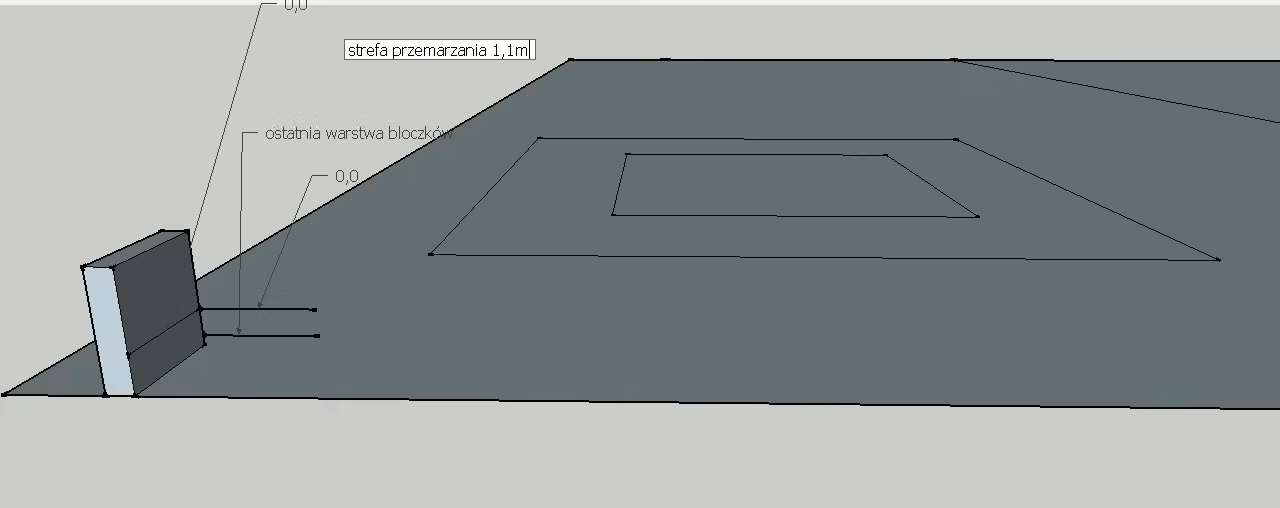 0,0
strefa przemarzania 1,1m
ostatnia warstwa bloczków
0,0